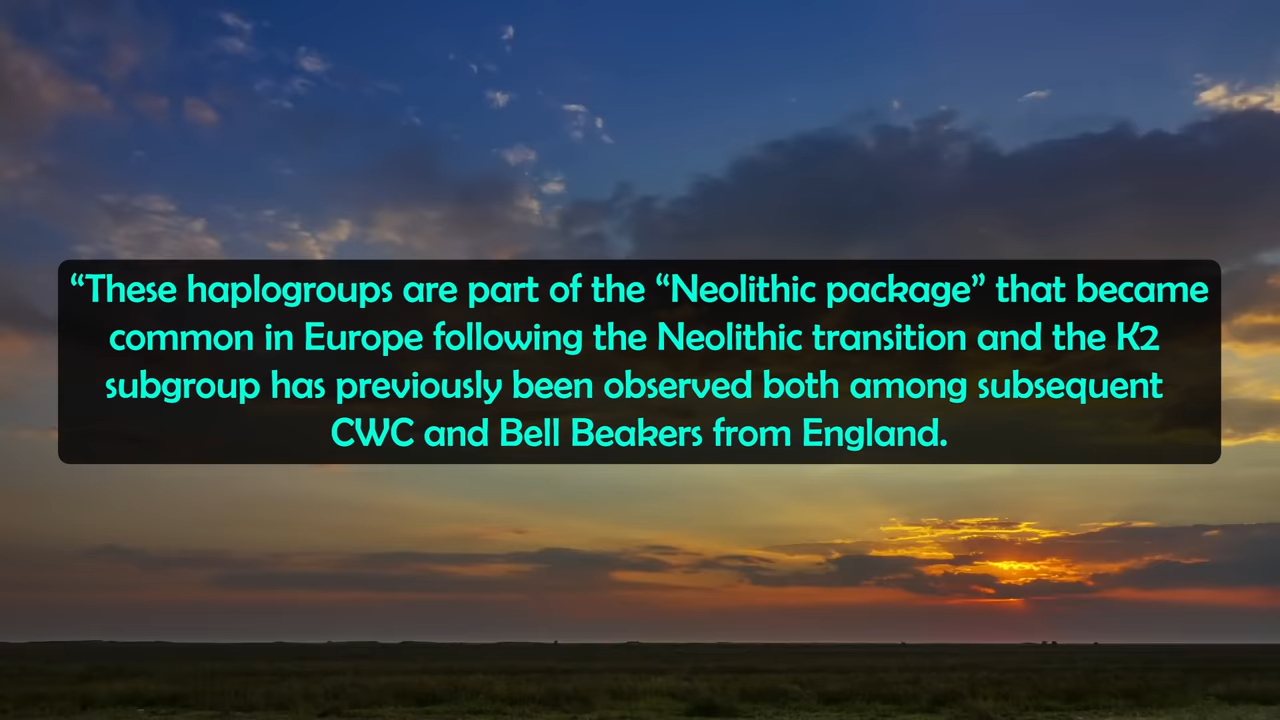 “These haplogroups are part of the “Neolithic package” that became
common in Europe following the Neolithic transition and the K2
subgroup has previously been observed both among subsequent
CWC and Bell Beakers from England.